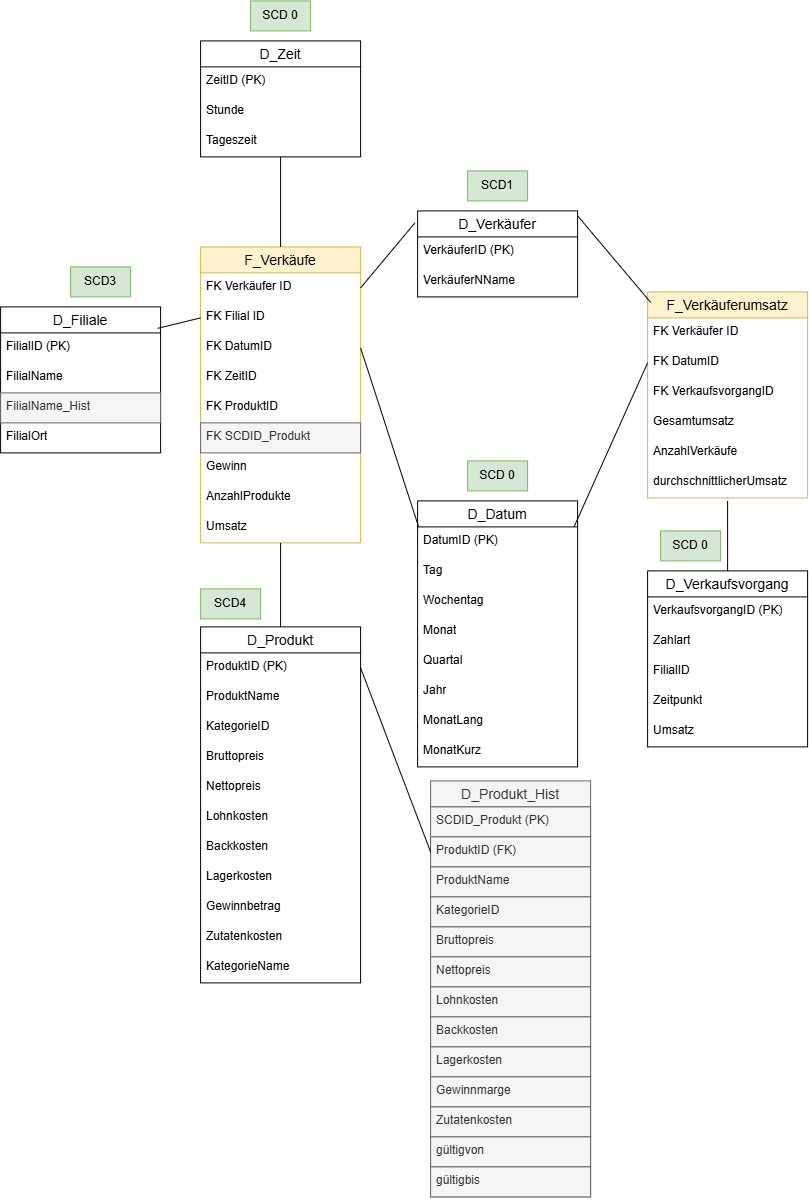 SCD 0
D_Zeit
ZeitID (PK)
Stunde
Tageszeit
SCD1
D_Verkäufer
VerkäuferID (PK)
VerkäuferNName
F_Verkäufe
FK Verkäufer ID
FK Filial ID
FK DatumID
FK ZeitID
FK ProduktID
FK SCDID_Produkt
Gewinn
AnzahlProdukte
Umsatz
SCD3
D_Filiale
FilialID (PK)
FilialName
FilialName_Hist
FilialOrt
F_Verkäuferumsatz
FK Verkäufer ID
FK DatumID
FK VerkaufsvorgangID
Gesamtumsatz
AnzahlVerkäufe
durchschnittlicherUmsatz
SCD 0
D_Datum
DatumID (PK)
Tag
Wochentag
Monat
Quartal
Jahr
MonatLang
MonatKurz
SCD 0
D_Verkaufsvorgang
VerkaufsvorgangID (PK)
Zahlart
FilialID
Zeitpunkt
Umsatz
SCD4
D_Produkt
ProduktID (PK)
ProduktName
KategorieID
Bruttopreis
Nettopreis
Lohnkosten
Backkosten
Lagerkosten
Gewinnbetrag
Zutatenkosten
KategorieName
D_Produkt_Hist
SCDID_Produkt (PK)
ProduktID (FK)
ProduktName
KategorieID
Bruttopreis
Nettopreis
Lohnkosten
Backkosten
Lagerkosten
Gewinnmarge
Zutatenkosten
gültigvon
gültigbis